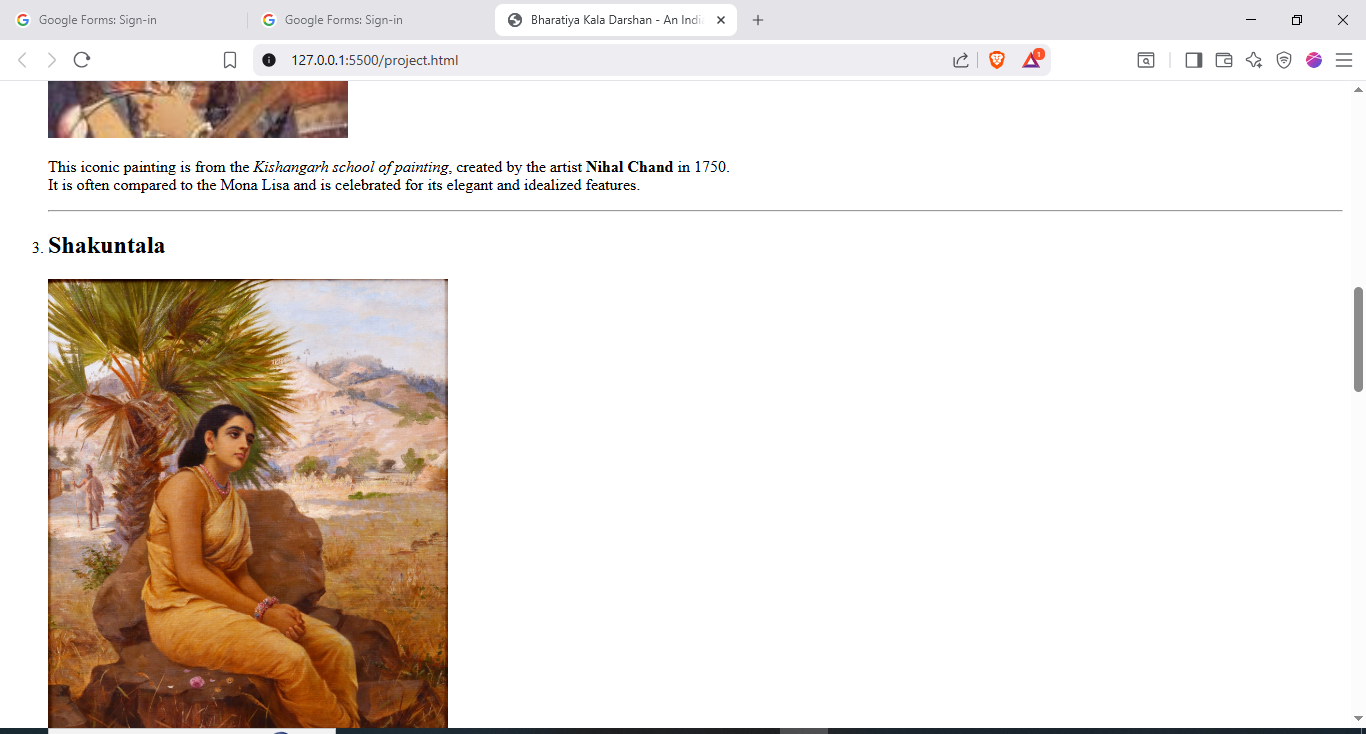 Google Forms: Sign-in
Google Forms: Sign-in
Bharatiya Kala Darshan - An Indi
127.0.0.1:5500/project.html
1
This iconic painting is from the Kishangarh school of painting, created by the artist Nihal Chand in 1750.
It is often compared to the Mona Lisa and is celebrated for its elegant and idealized features.
3. Shakuntala